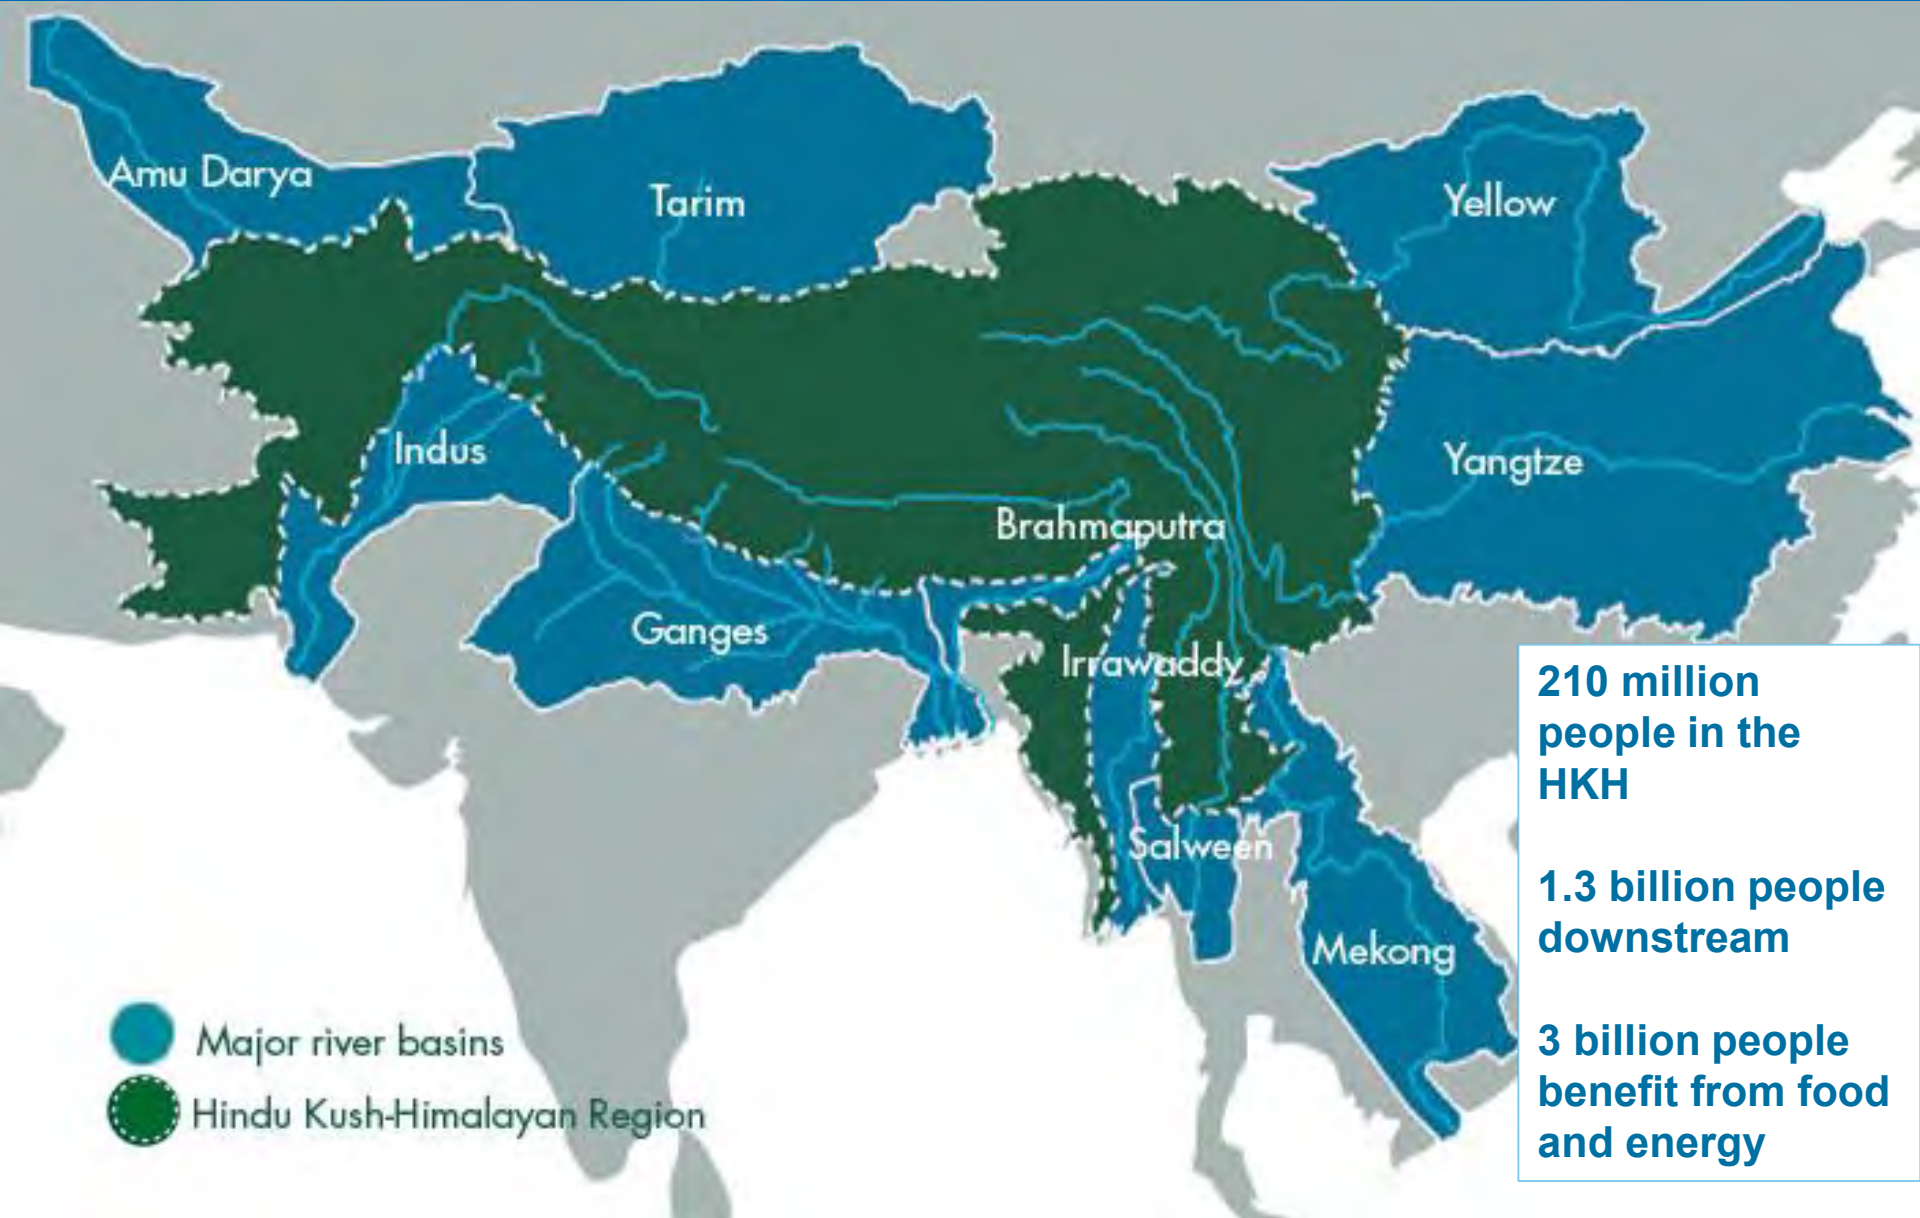 Amu Darya
Tarim
Yellow
Indus
Yangtze
Brahmaputra
Ganges
Irrawaddy
Salween
Mekong
Major river basins
Hindu Kush-Himalayan Region
210 million
people in the
HKH
1.3 billion people
downstream
3 billion people
benefit from food
and energy